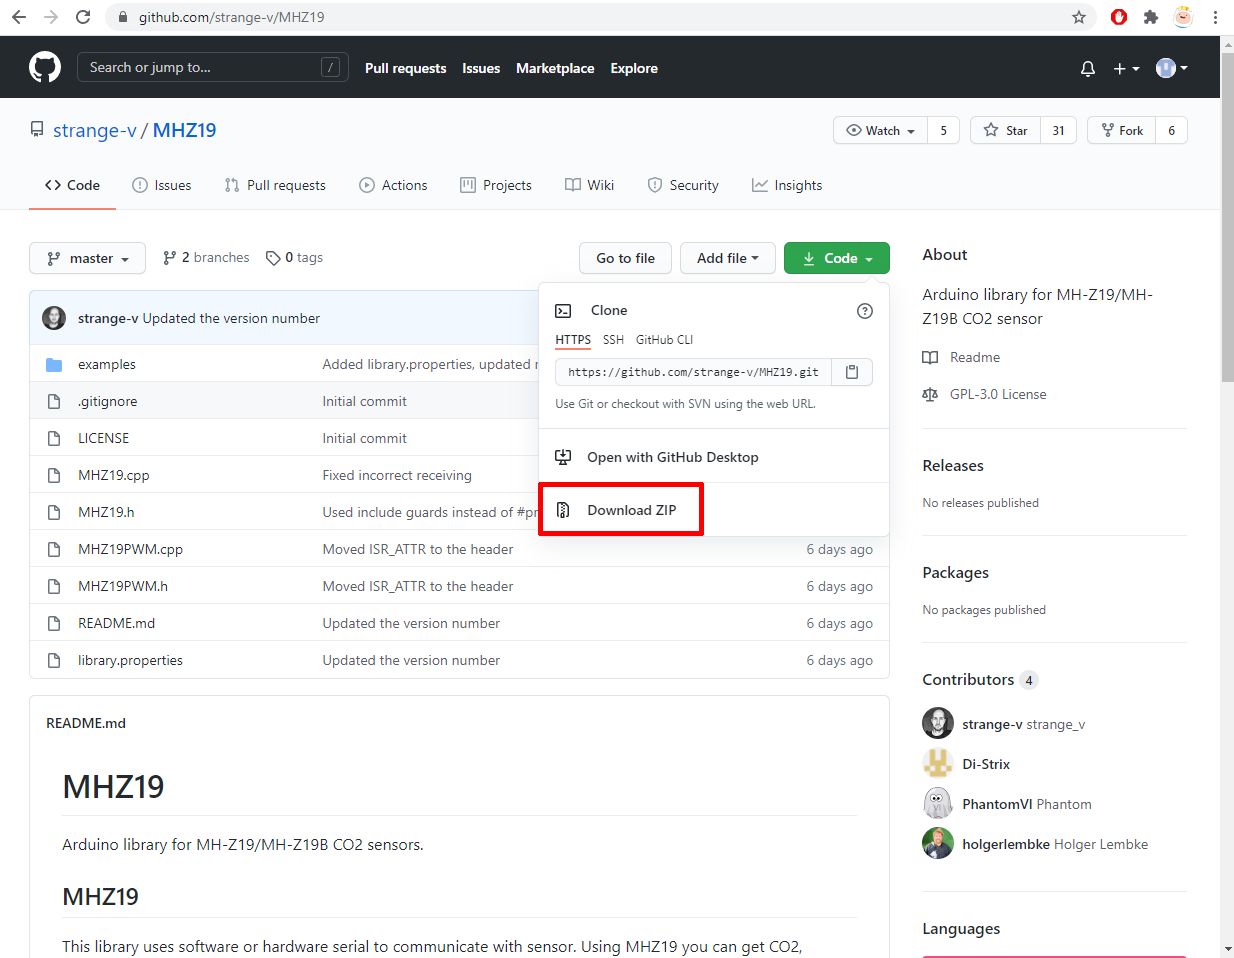 github.com/strange-v/MHZ19
Search or jump to... /
Pull requests Issues Marketplace Explore
strange-v / MHZ19
Watch 5 Star 31 Fork 6
Code Issues Pull requests Actions Projects Wiki Security Insights
master 2 branches 0 tags Go to file Add file Code
strange-v Updated the version number
examples Added library.properties, updated
.gitignore Initial commit
LICENSE Initial commit
MHZ19.cpp Fixed incorrect receiving
MHZ19.h Used include guards instead of #pr
MHZ19PWM.cpp Moved ISR_ATTR to the header 6 days ago
MHZ19PWM.h Moved ISR_ATTR to the header 6 days ago
README.md Updated the version number 6 days ago
library.properties Updated the version number 6 days ago
Clone
HTTPS SSH GitHub CLI
https://github.com/strange-v/MHZ19.git
Use Git or checkout with SVN using the web URL.
Open with GitHub Desktop
Download ZIP
README.md
MHZ19
Arduino library for MH-Z19/MH-Z19B CO2 sensors.
MHZ19
This library uses software or hardware serial to communicate with sensor. Using MHZ19 you can get CO2,
About
Arduino library for MH-Z19/MH-
Z19B CO2 sensor
Readme
GPL-3.0 License
Releases
No releases published
Packages
No packages published
Contributors 4
strange-v strange_v
Di-Strix
PhantomVl Phantom
holgerlembke Holger Lembke
Languages